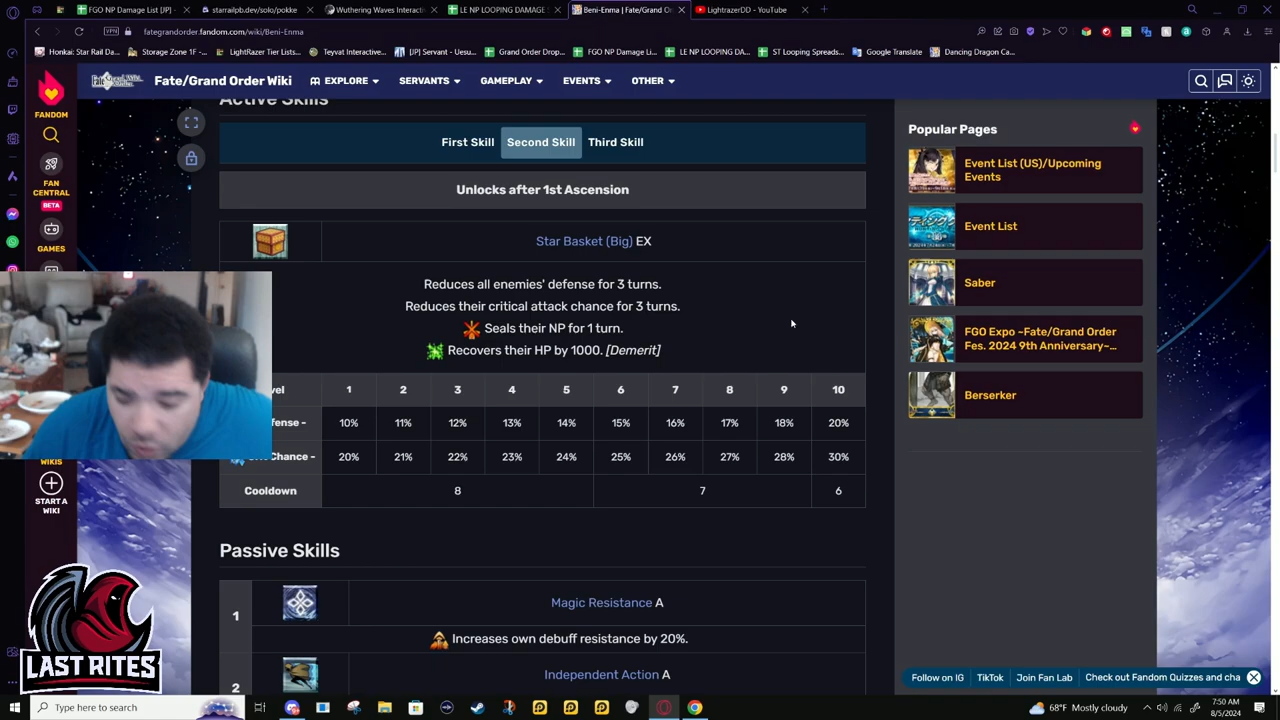 FGO NP Damage List [JP] -
starrailpb.dev/solo/pokke
Wuthering Waves Interacti
LE NP LOOPING DAMAGE
Beni-Enma | Fate/Grand Or
LightrazerDD - YouTube
VPN
fategrandorder.fandom.com/wiki/Beni-Enma
Honkai: Star Rail Da...
Storage Zone 1F -...
LightRazer Tier Lists...
Teyvat Interactive...
[JP] Servant - Uesu...
Grand Order Drop...
FGO NP Damage Li...
LE NP LOOPING DA...
ST Looping Spreads...
Google Translate
Dancing Dragon Ca...
Fate/Grand Order Wiki
EXPLORE
SERVANTS
GAMEPLAY
EVENTS
OTHER
FANDOM
FAN
CENTRAL
BETA
GAMES
WIKIS
START A
WIKI
Active Skills
First Skill
Second Skill
Third Skill
Unlocks after 1st Ascension
Star Basket (Big) EX
Reduces all enemies' defense for 3 turns.
Reduces their critical attack chance for 3 turns.
Seals their NP for 1 turn.
Recovers their HP by 1000. [Demerit]
vel 1 2 3 4 5 6 7 8 9 10
fense - 10% 11% 12% 13% 14% 15% 16% 17% 18% 20%
Chance - 20% 21% 22% 23% 24% 25% 26% 27% 28% 30%
Cooldown 8 7 6
Passive Skills
1
Magic Resistance A
Increases own debuff resistance by 20%.
2
Independent Action A
Popular Pages
Event List (US)/Upcoming
Events
Event List
Saber
FGO Expo ~Fate/Grand Order
Fes. 2024 9th Anniversary~...
Berserker
Follow on IG
TikTok
Join Fan Lab
Check out Fandom Quizzes and cha
LAST RITES
Type here to search
68°F Mostly cloudy
7:50 AM
8/5/2024